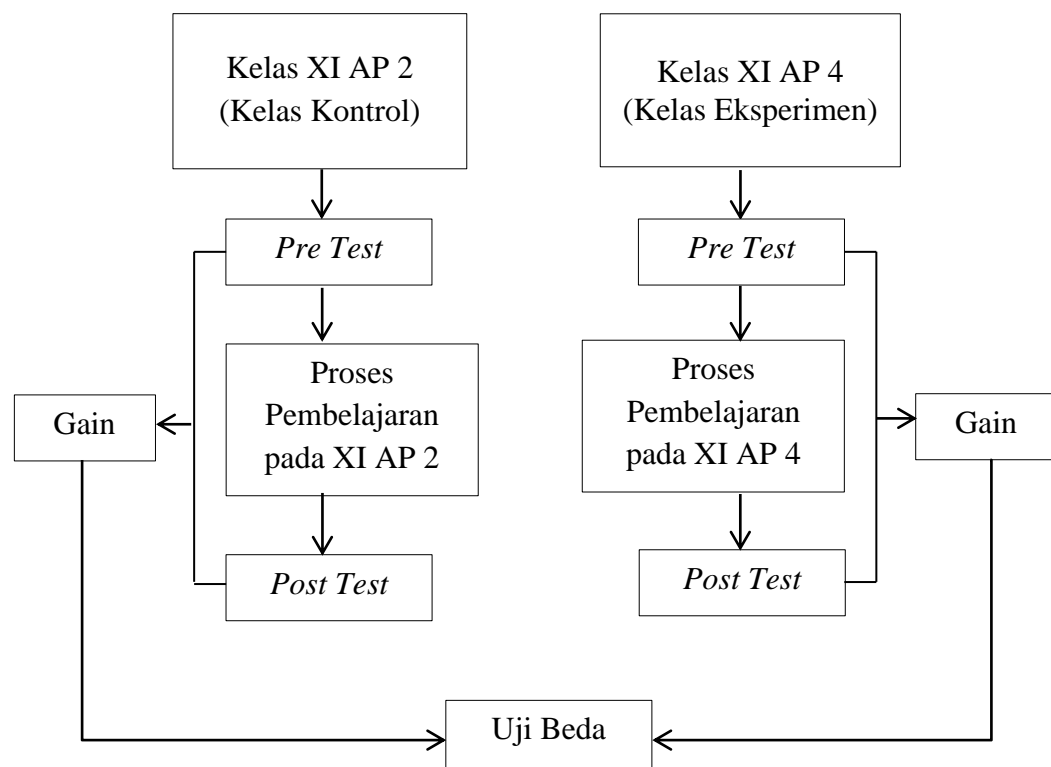 Kelas XI AP 2
(Kelas Kontrol)
Kelas XI AP 4
(Kelas Eksperimen)
Pre Test
Pre Test
Proses
Pembelajaran
pada XI AP 2
Proses
Pembelajaran
pada XI AP 4
Gain
Gain
Post Test
Post Test
Uji Beda